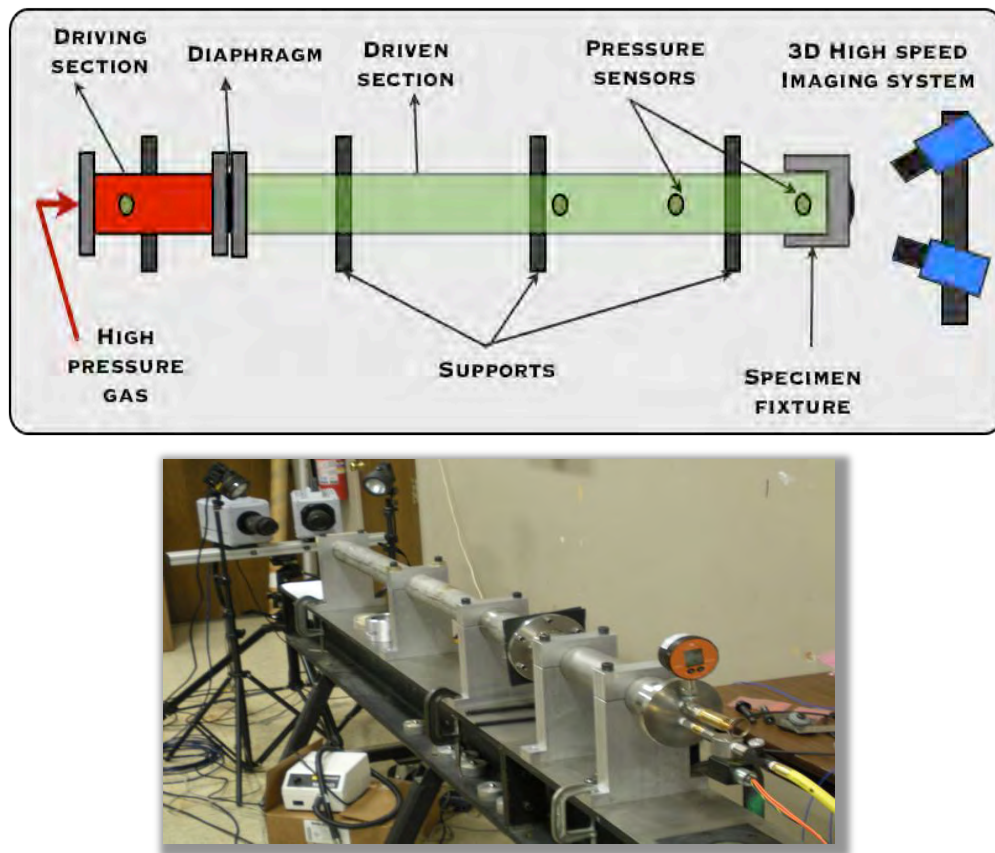 DRIVING
SECTION
DIAPHRAGM
DRIVEN
SECTION
PRESSURE
SENSORS
3D HIGH SPEED
IMAGING SYSTEM
HIGH
PRESSURE
GAS
SUPPORTS
SPECIMEN
FIXTURE